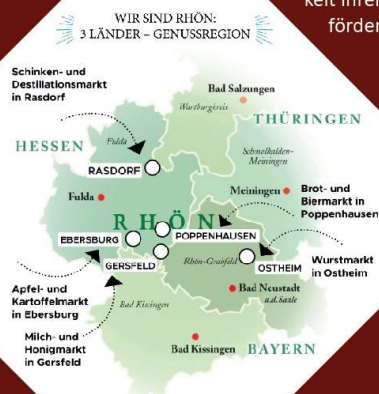 keit ihrer
förder
WIR SIND RHÖN:
3 LÄNDER – GENUSSREGION
Schinken- und
Destillationsmarkt
in Rasdorf
Bad Salzungen
Wartburgkreis
THÜRINGEN
HESSEN
Fulda
Schmalkalden-
Meiningen
RASDORF
Fulda
Meiningen
Brot- und
Biermarkt in
Poppenhausen
RHÖN
EBERSBURG
POPPENHAUSEN
GERSFELD
Rhön-Grabfeld
OSTHEIM
Wurstmarkt
in Ostheim
Apfel- und
Kartoffelmarkt
in Ebersburg
Bad Neustadt
a.d.Saale
Bad Kissingen
Milch- und
Honigmarkt
in Gersfeld
Bad Kissingen
BAYERN